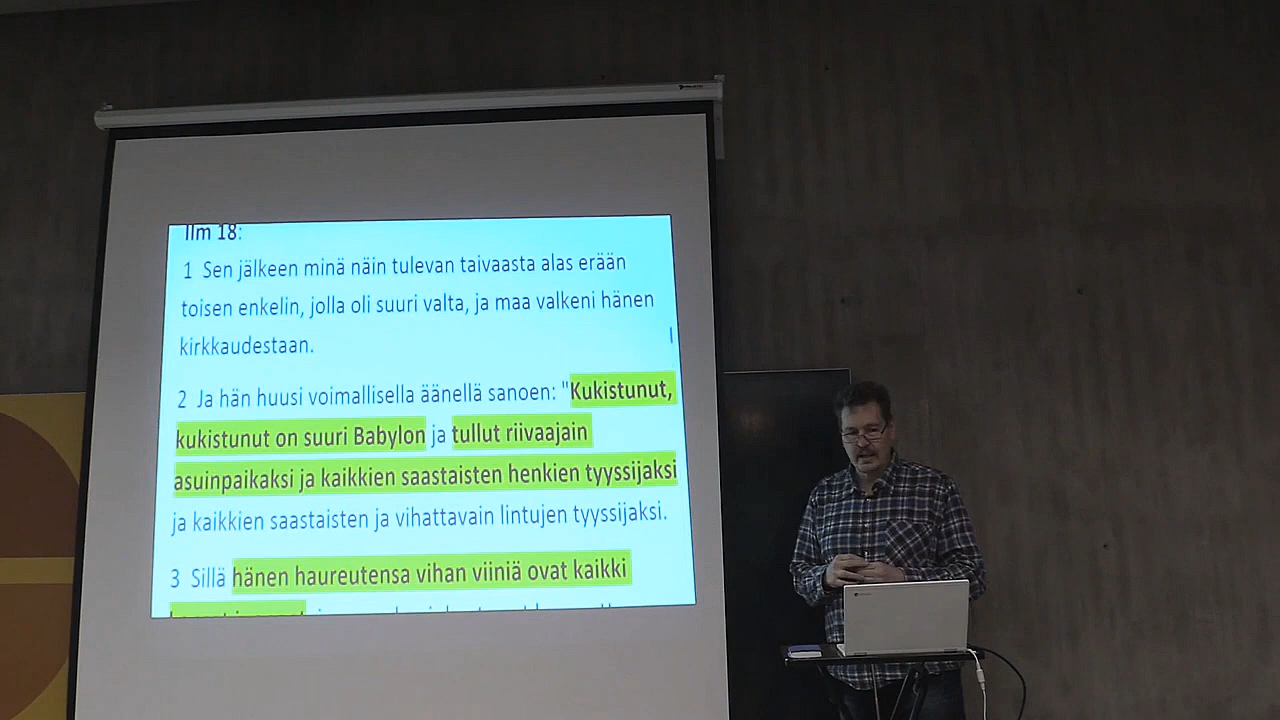 Ilm 18:
1 Sen jälkeen minä näin tulevan taivaasta alas erään
toisen enkelin, jolla oli suuri valta, ja maa valkeni hänen
kirkkaudestaan.
2 Ja hän huusi voimallisella äänellä sanoen: "Kukistunut,
kukistunut on suuri Babylon ja tullut riivaajain
asuinpaikaksi ja kaikkien saastaisten henkien tyyssijaksi
ja kaikkien saastaisten ja vihattavain lintujen tyyssijaksi.
3 Sillä hänen haureutensa vihan viiniä ovat kaikki